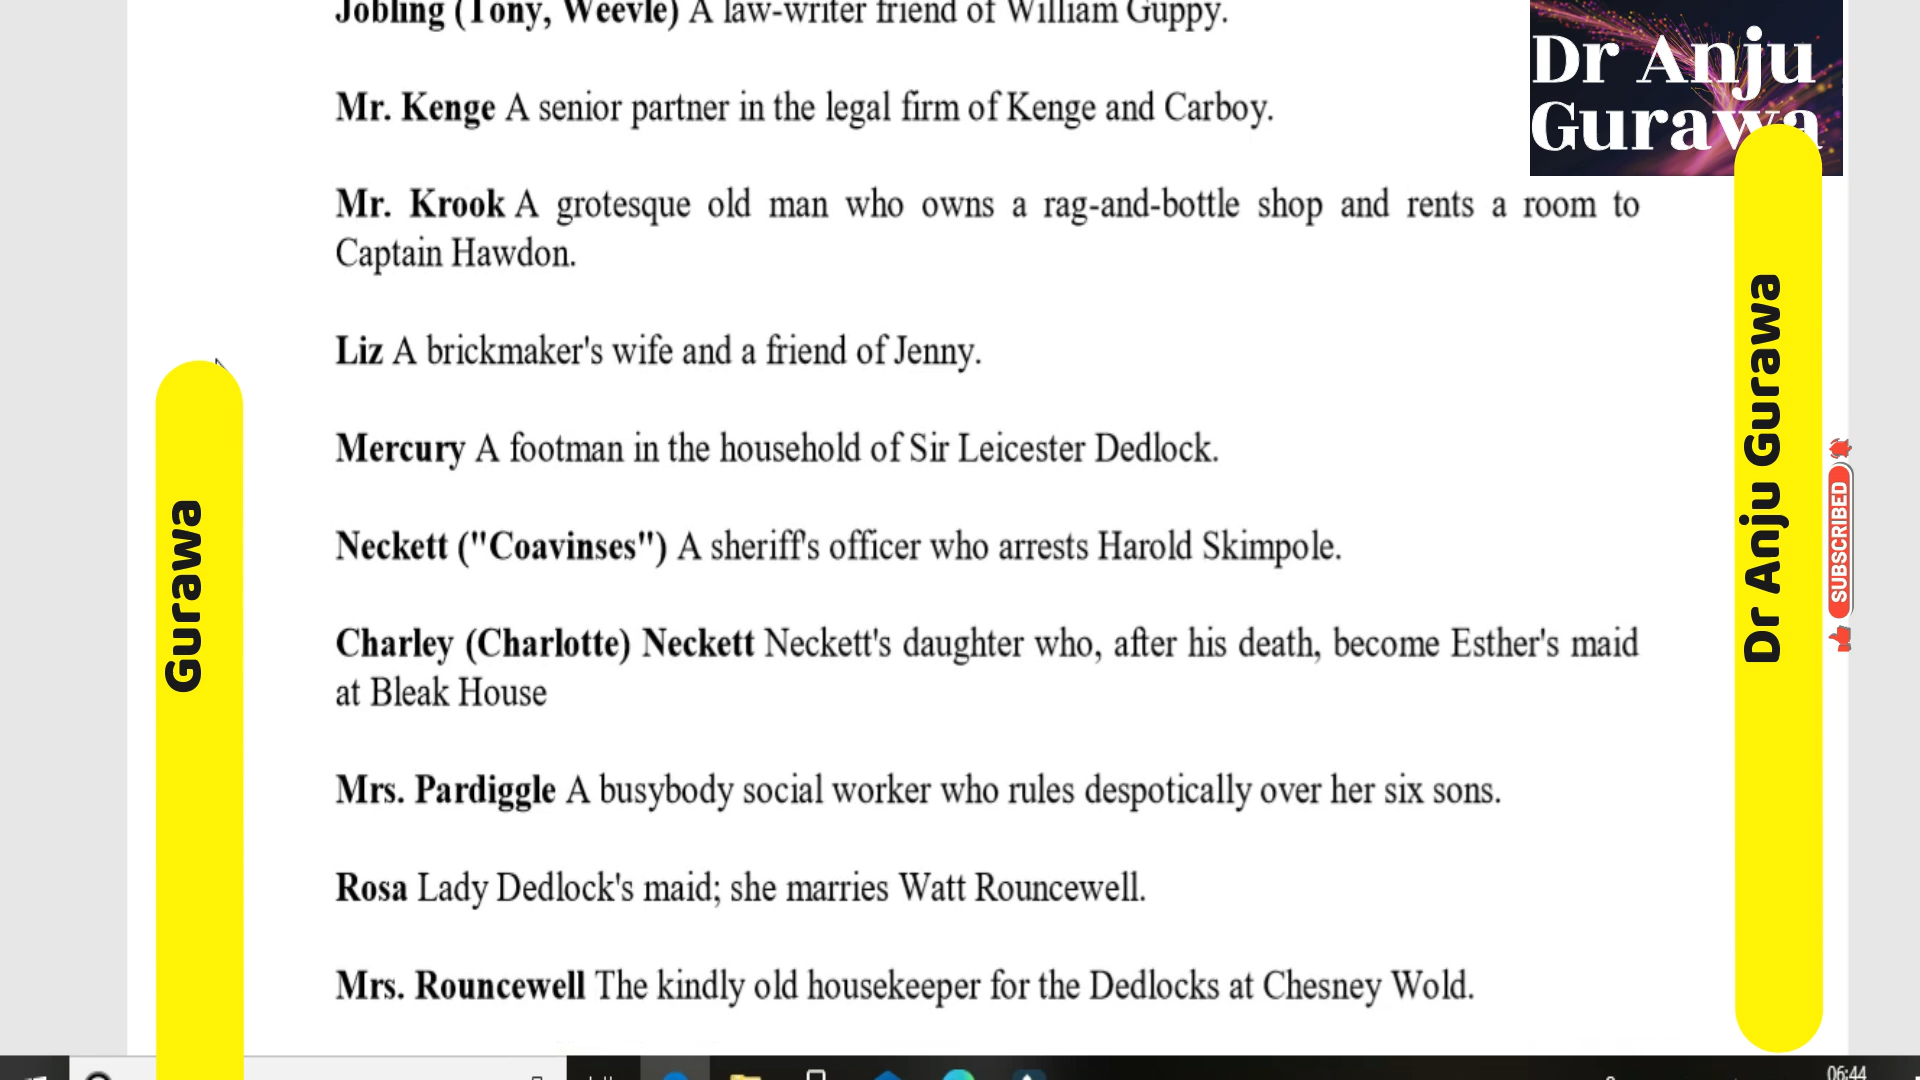 Jobling (Tony, Weevle) A law-writer friend of William Guppy.
Mr. Kenge A senior partner in the legal firm of Kenge and Carboy.
Mr. Krook A grotesque old man who owns a rag-and-bottle shop and rents a room to
Captain Hawdon.
Liz A brickmaker's wife and a friend of Jenny.
Mercury A footman in the household of Sir Leicester Dedlock.
Neckett ("Coavinses") A sheriff's officer who arrests Harold Skimpole.
Charley (Charlotte) Neckett Neckett's daughter who, after his death, become Esther's maid
at Bleak House
Mrs. Pardiggle A busybody social worker who rules despotically over her six sons.
Rosa Lady Dedlock's maid; she marries Watt Rouncewell.
Mrs. Rouncewell The kindly old housekeeper for the Dedlocks at Chesney Wold.
Dr Anju
Gurawa
Gurawa
Dr Anju Gurawa
SUBSCRIBED
06:44